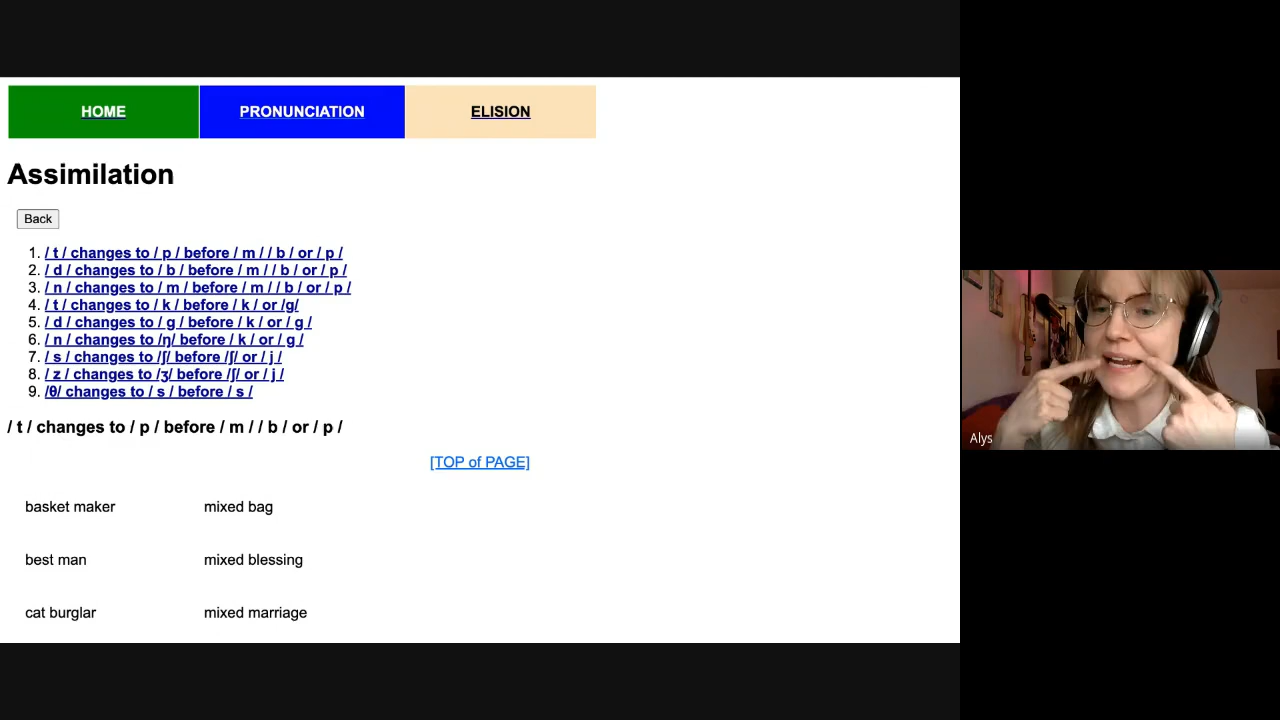 HOME PRONUNCIATION ELISION
Assimilation
Back
1. / t / changes to / p / before / m / / b / or / p /
2. / d / changes to / b / before / m / / b / or / p /
3. / n / changes to / m / before / m / / b / or / p /
4. / t / changes to / k / before / k / or /g/
5. / d / changes to / g / before / k / or / g /
6. / n / changes to /ŋ/ before / k / or / g /
7. / s / changes to /ʃ/ before /ʃ/ or / j /
8. / z / changes to /ʒ/ before /ʃ/ or / j /
9. /θ/ changes to / s / before / s /
/ t / changes to / p / before / m / / b / or / p /
[TOP of PAGE]
basket maker mixed bag
best man mixed blessing
cat burglar mixed marriage
Alys